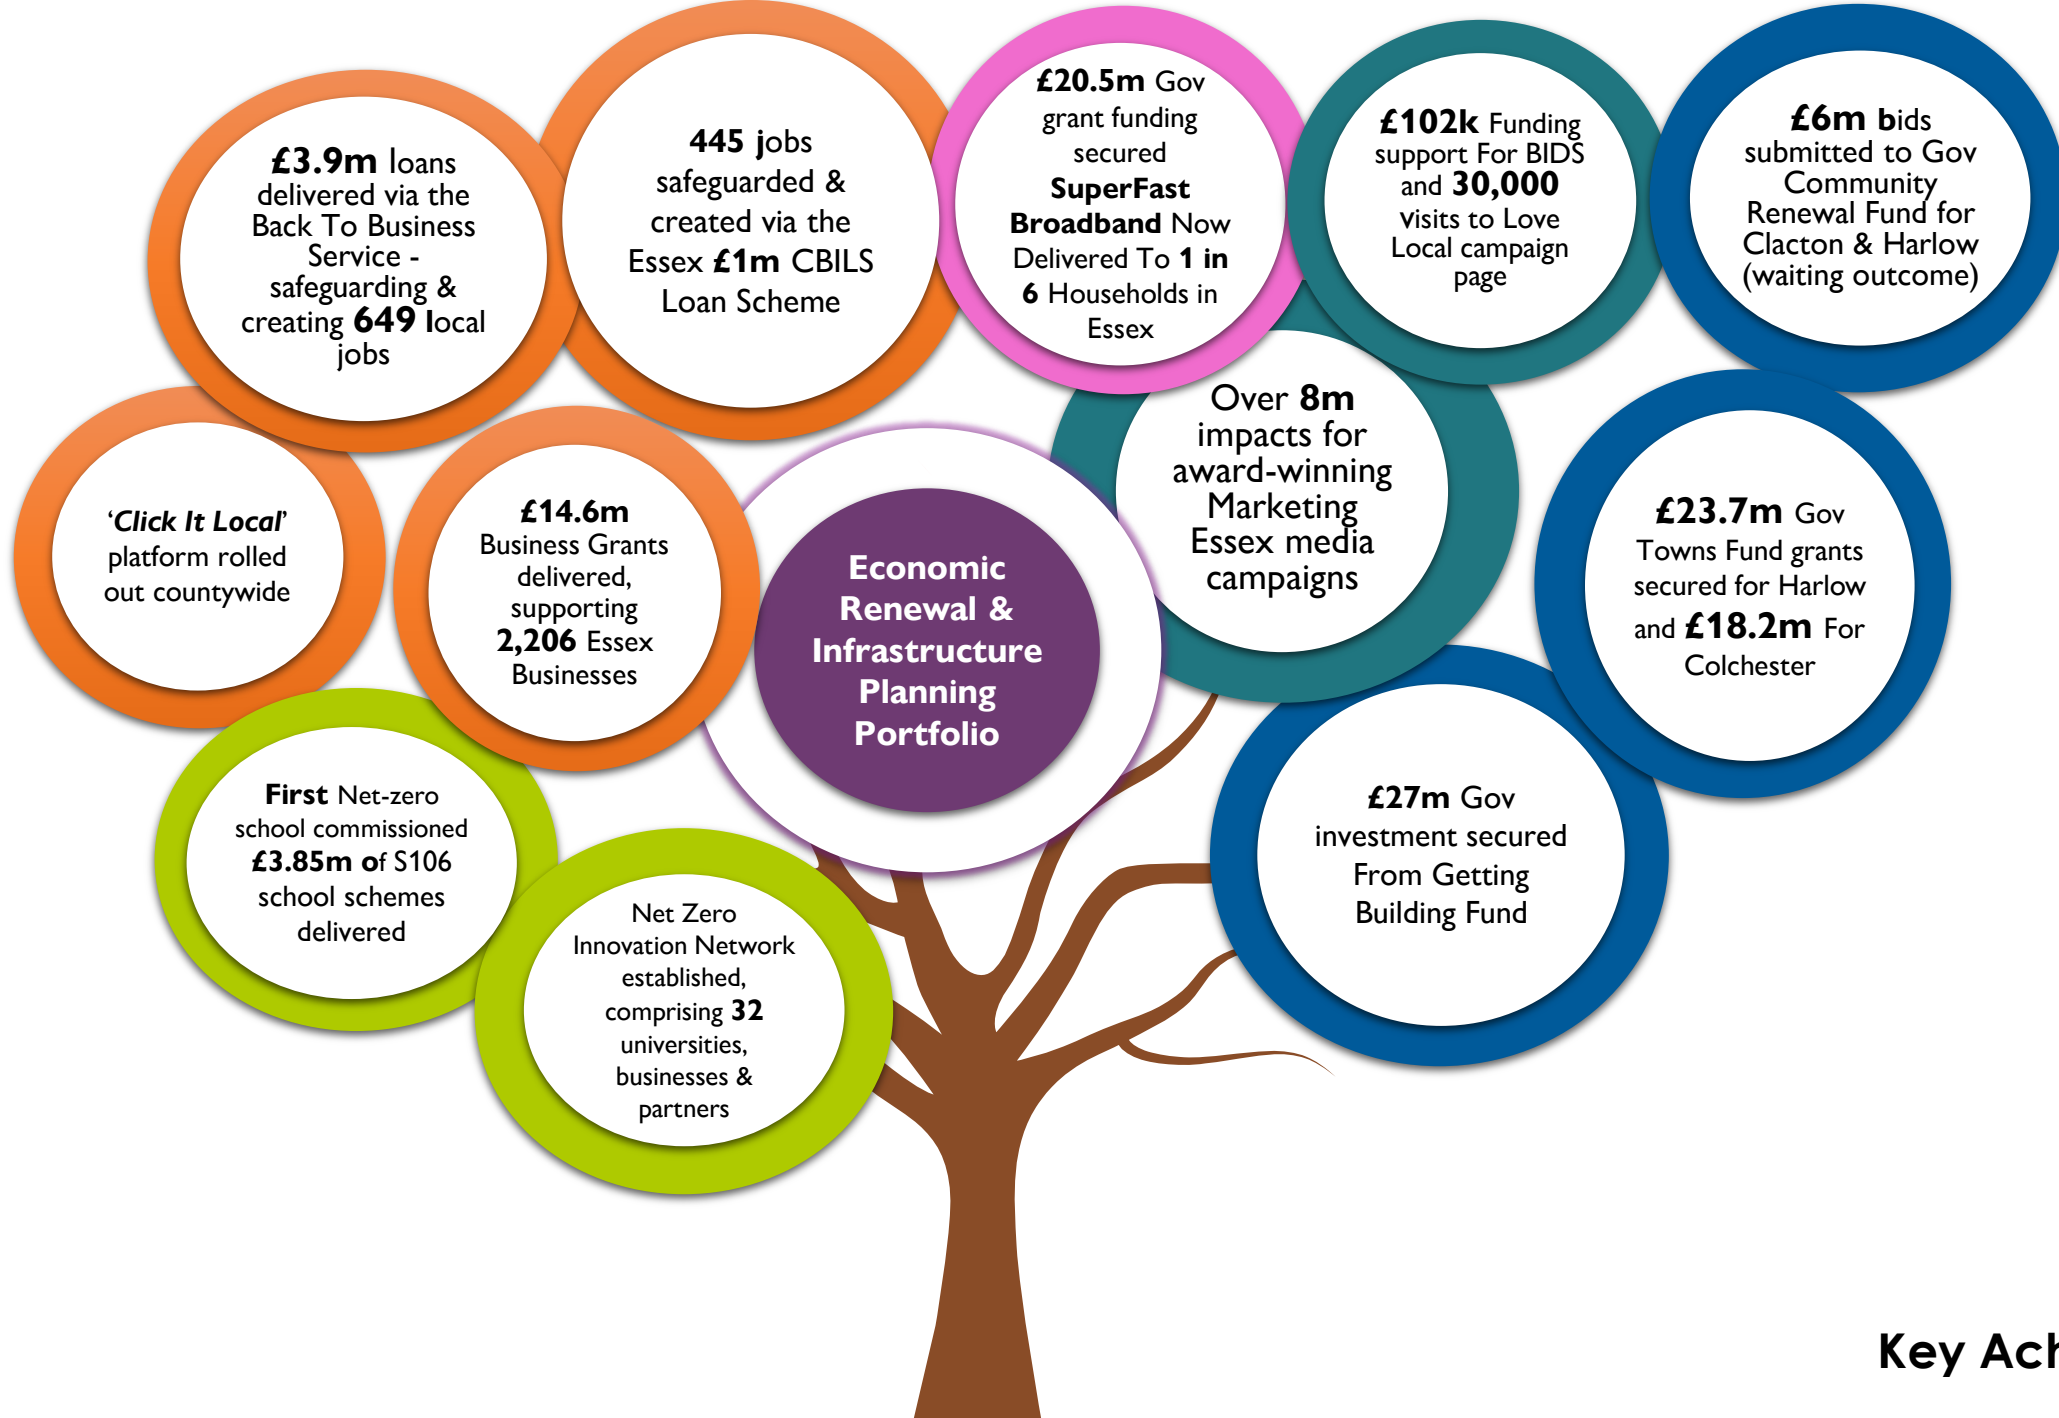 £3.9m loans
delivered via the
Back To Business
Service -
safeguarding &
creating 649 local
jobs
445 jobs
safeguarded &
created via the
Essex £1m CBILS
Loan Scheme
£20.5m Gov
grant funding
secured
SuperFast
Broadband Now
Delivered To 1 in
6 Households in
Essex
£102k Funding
support For BIDS
and 30,000
visits to Love
Local campaign
page
£6m bids
submitted to Gov
Community
Renewal Fund for
Clacton & Harlow
(waiting outcome)
‘Click It Local’
platform rolled
out countywide
£14.6m
Business Grants
delivered,
supporting
2,206 Essex
Businesses
Economic
Renewal &
Infrastructure
Planning
Portfolio
Over 8m
impacts for
award-winning
Marketing
Essex media
campaigns
£23.7m Gov
Towns Fund grants
secured for Harlow
and £18.2m For
Colchester
First Net-zero
school commissioned
£3.85m of S106
school schemes
delivered
Net Zero
Innovation Network
established,
comprising 32
universities,
businesses &
partners
£27m Gov
investment secured
From Getting
Building Fund
Key Ach